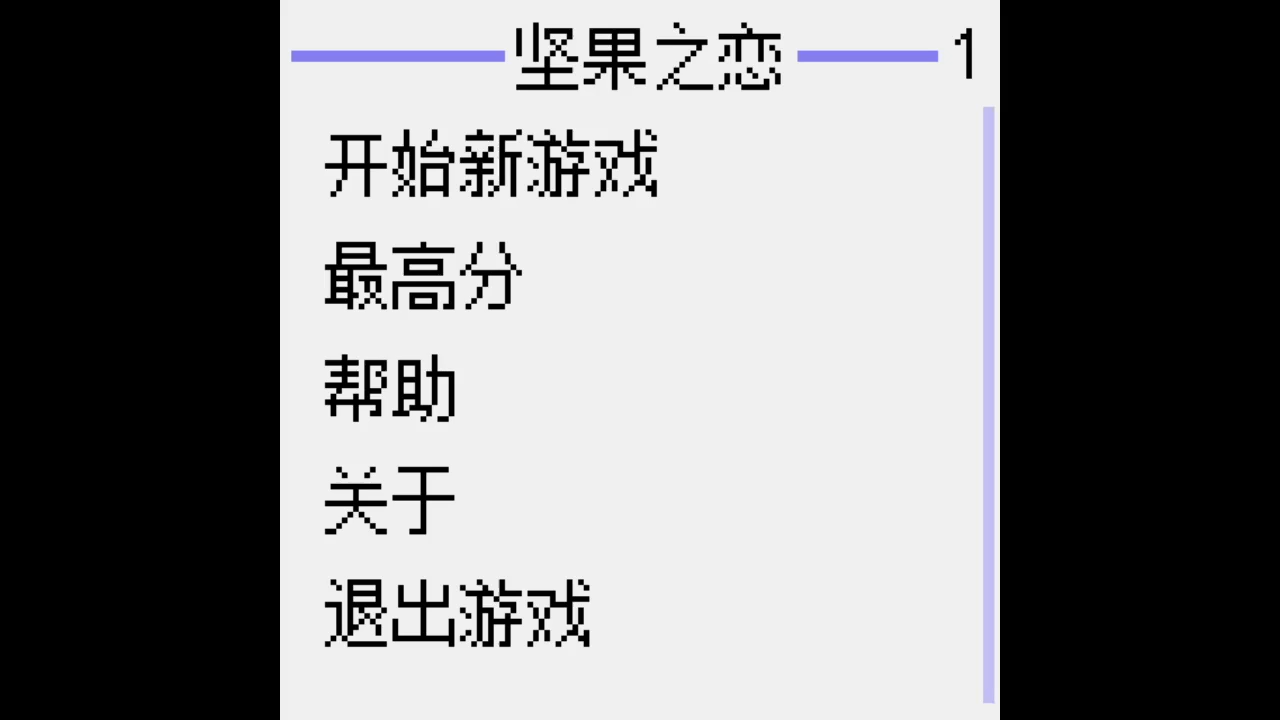 坚果之恋 1
开始新游戏
最高分
帮助
关于
退出游戏